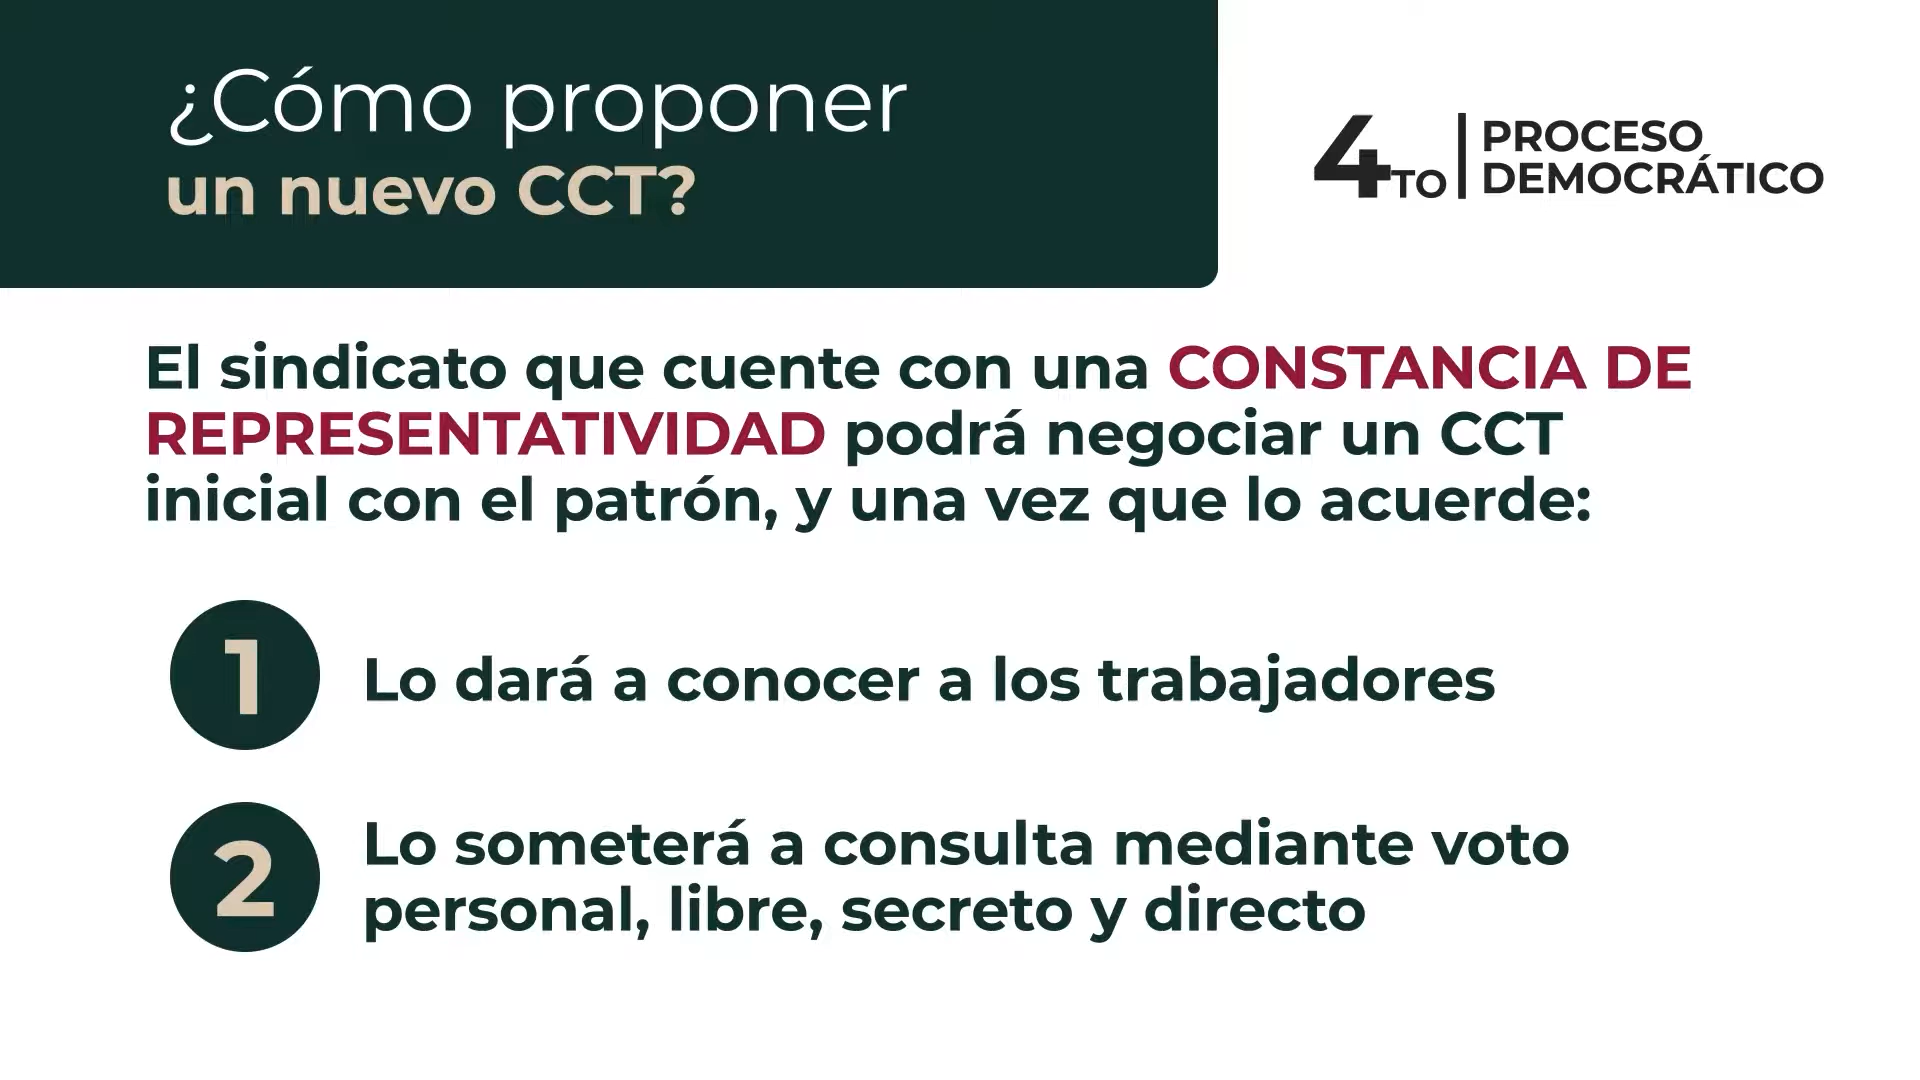 ¿Cómo proponer
un nuevo CCT?
4TO
PROCESO
DEMOCRÁTICO
El sindicato que cuente con una CONSTANCIA DE
REPRESENTATIVIDAD podrá negociar un CCT
inicial con el patrón, y una vez que lo acuerde:
1
Lo dará a conocer a los trabajadores
2
Lo someterá a consulta mediante voto
personal, libre, secreto y directo